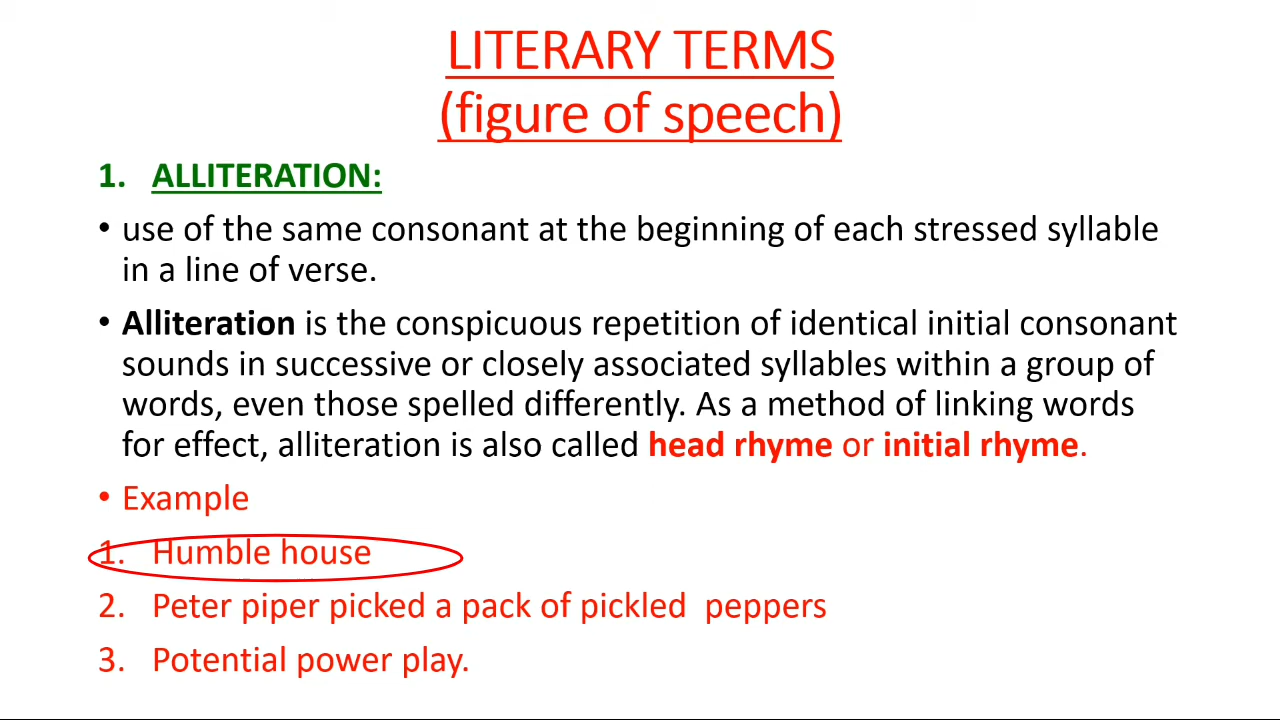 LITERARY TERMS
(figure of speech)
1. ALLITERATION:
• use of the same consonant at the beginning of each stressed syllable
in a line of verse.
• Alliteration is the conspicuous repetition of identical initial consonant
sounds in successive or closely associated syllables within a group of
words, even those spelled differently. As a method of linking words
for effect, alliteration is also called head rhyme or initial rhyme.
• Example
1. Humble house
2. Peter piper picked a pack of pickled peppers
3. Potential power play.